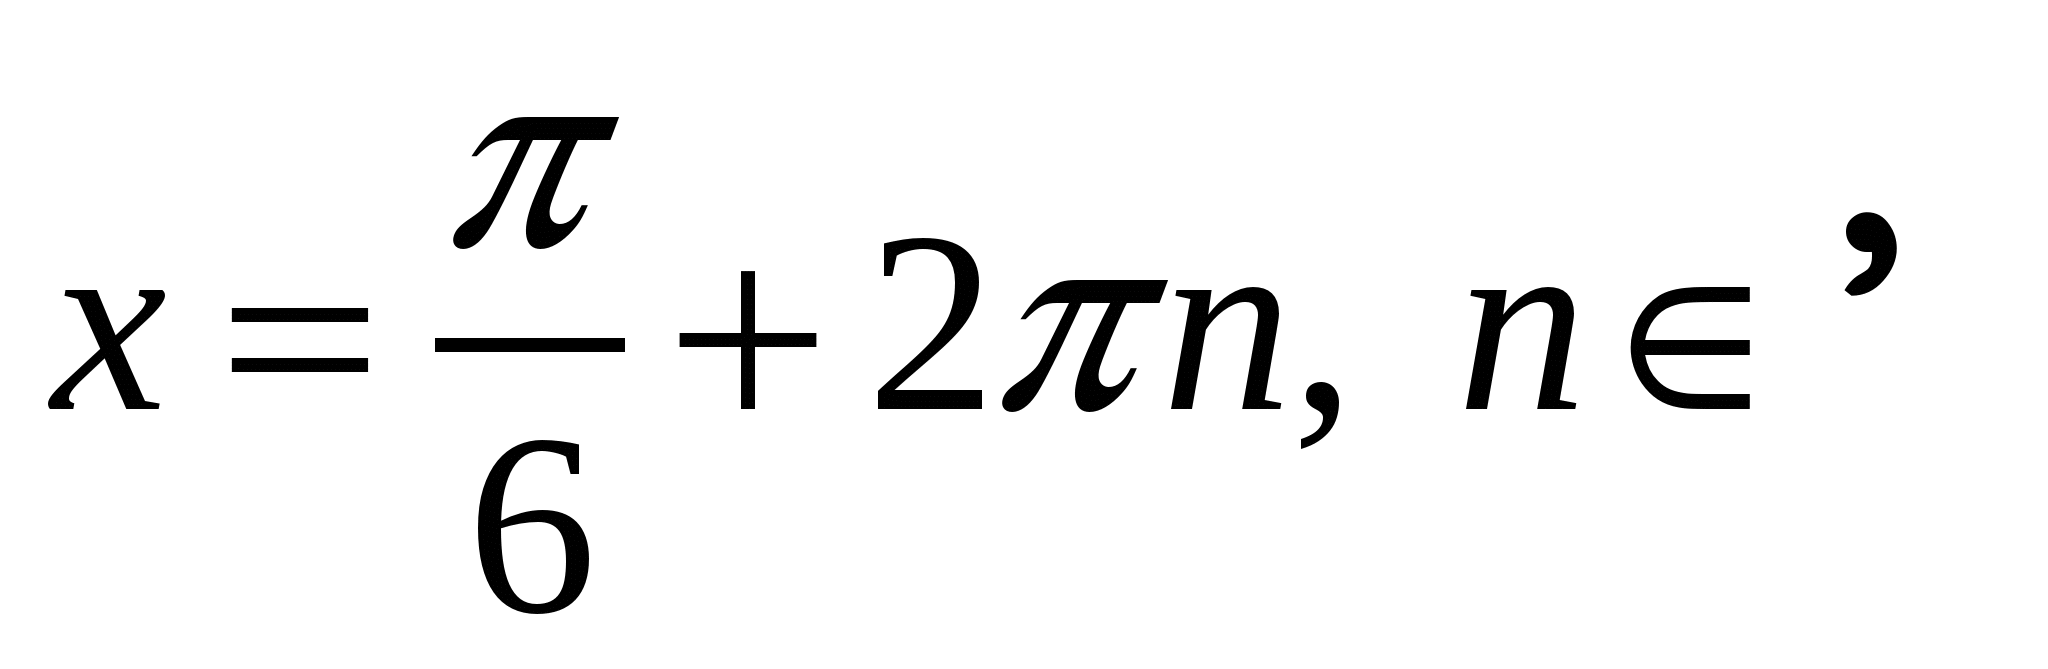 x = π/6 + 2πn, n ∈ ’